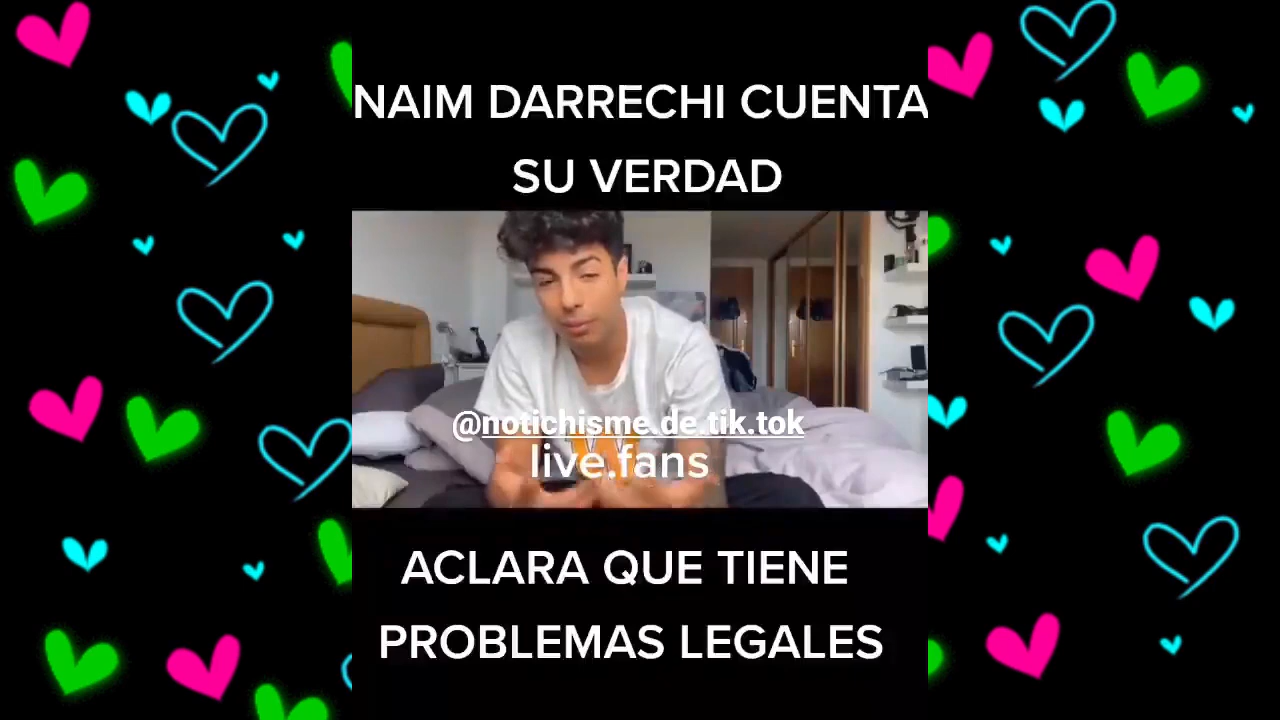 NAIM DARRECHI CUENTA
SU VERDAD
@notichisme.de.tik.tok
live.fans
ACLARA QUE TIENE
PROBLEMAS LEGALES